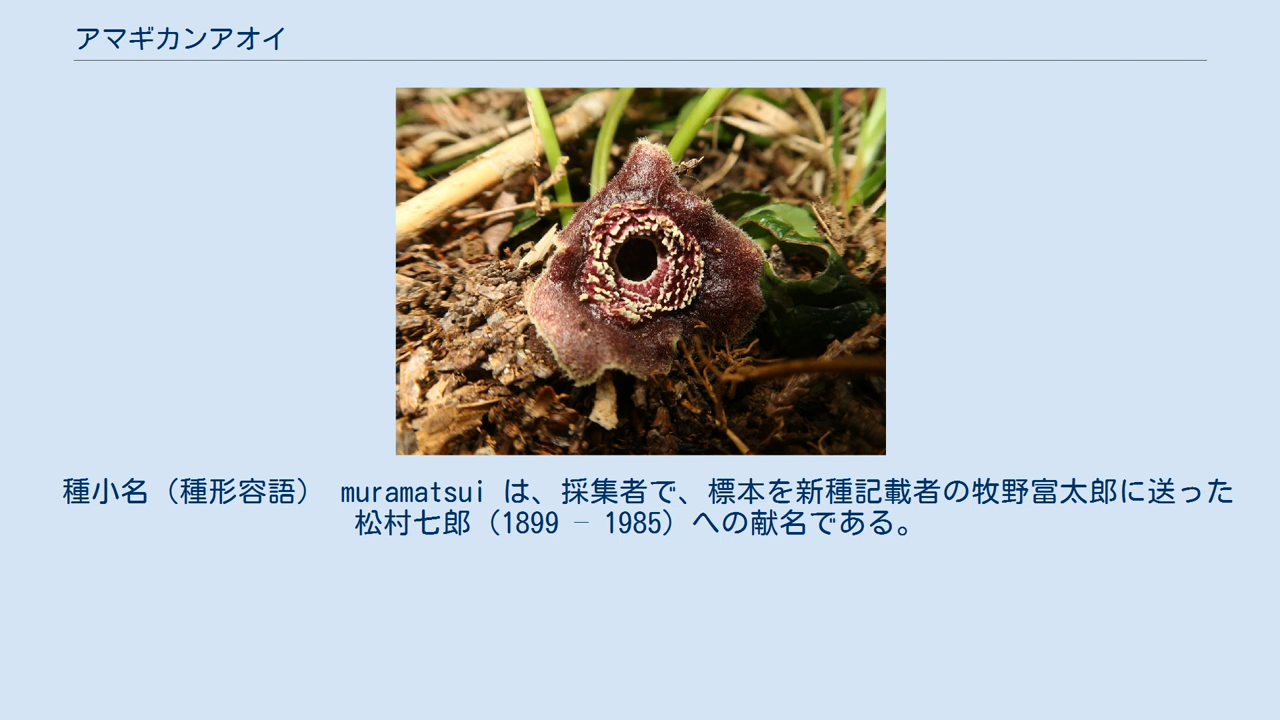 アマギカンアオイ
種小名（種形容語） muramatsui は、採集者で、標本を新種記載者の牧野富太郎に送った
松村七郎（1899 – 1985）への献名である。